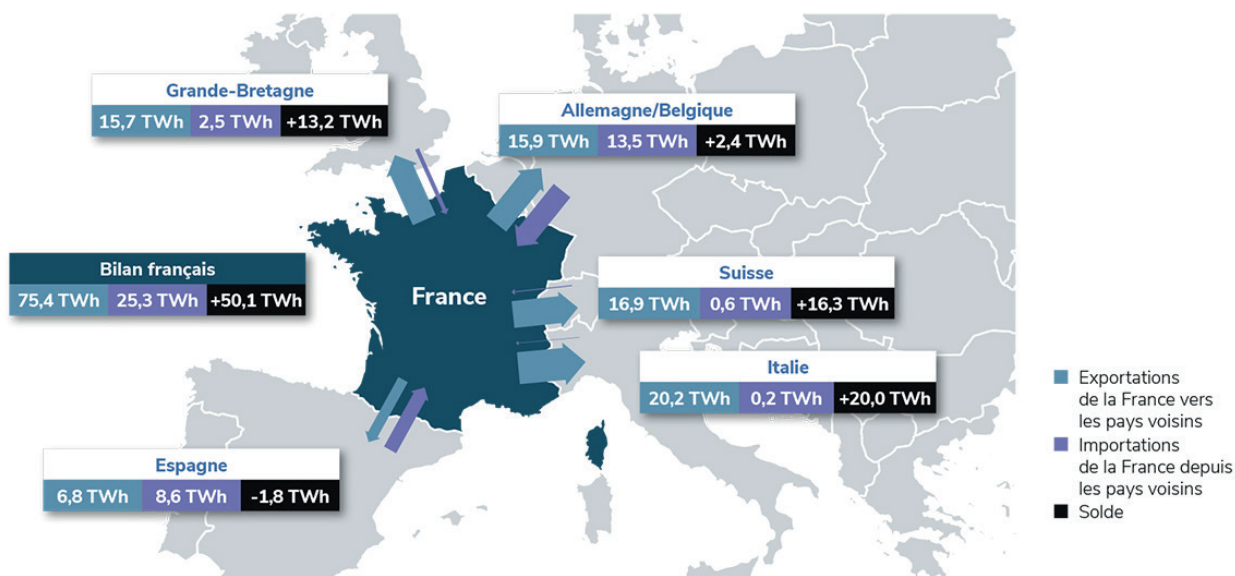 Grande-Bretagne
15,7 TWh 2,5 TWh +13,2 TWh
Allemagne/Belgique
15,9 TWh 13,5 TWh +2,4 TWh
Bilan français
75,4 TWh 25,3 TWh +50,1 TWh
France
Suisse
16,9 TWh 0,6 TWh +16,3 TWh
Italie
20,2 TWh 0,2 TWh +20,0 TWh
Espagne
6,8 TWh 8,6 TWh -1,8 TWh
Exportations
de la France vers
les pays voisins
Importations
de la France depuis
les pays voisins
Solde